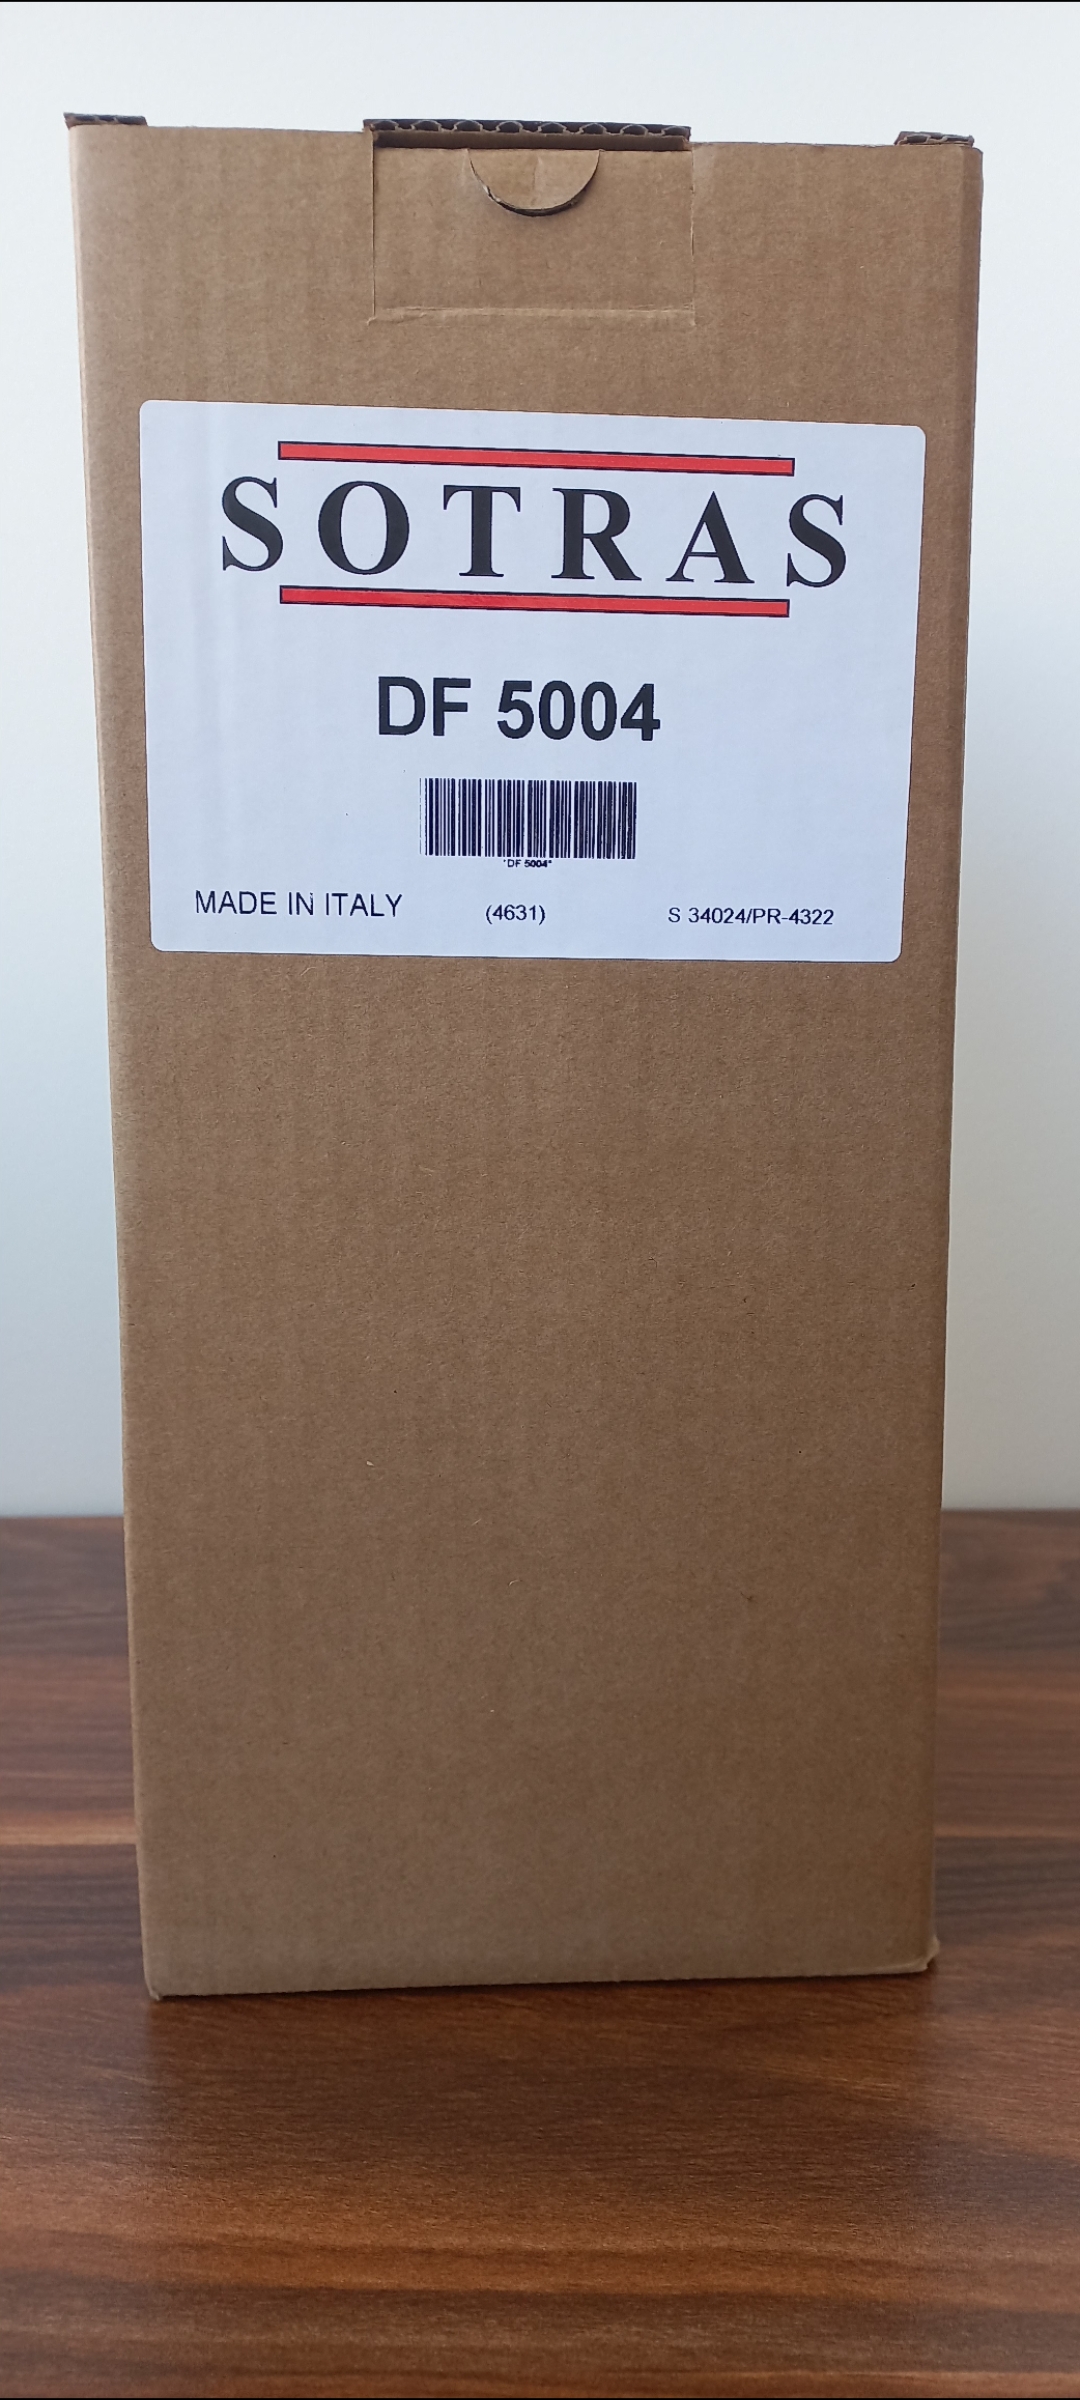 SOTRAS
DF 5004
*DF 5004*
MADE IN ITALY (4631) S 34024/PR-4322